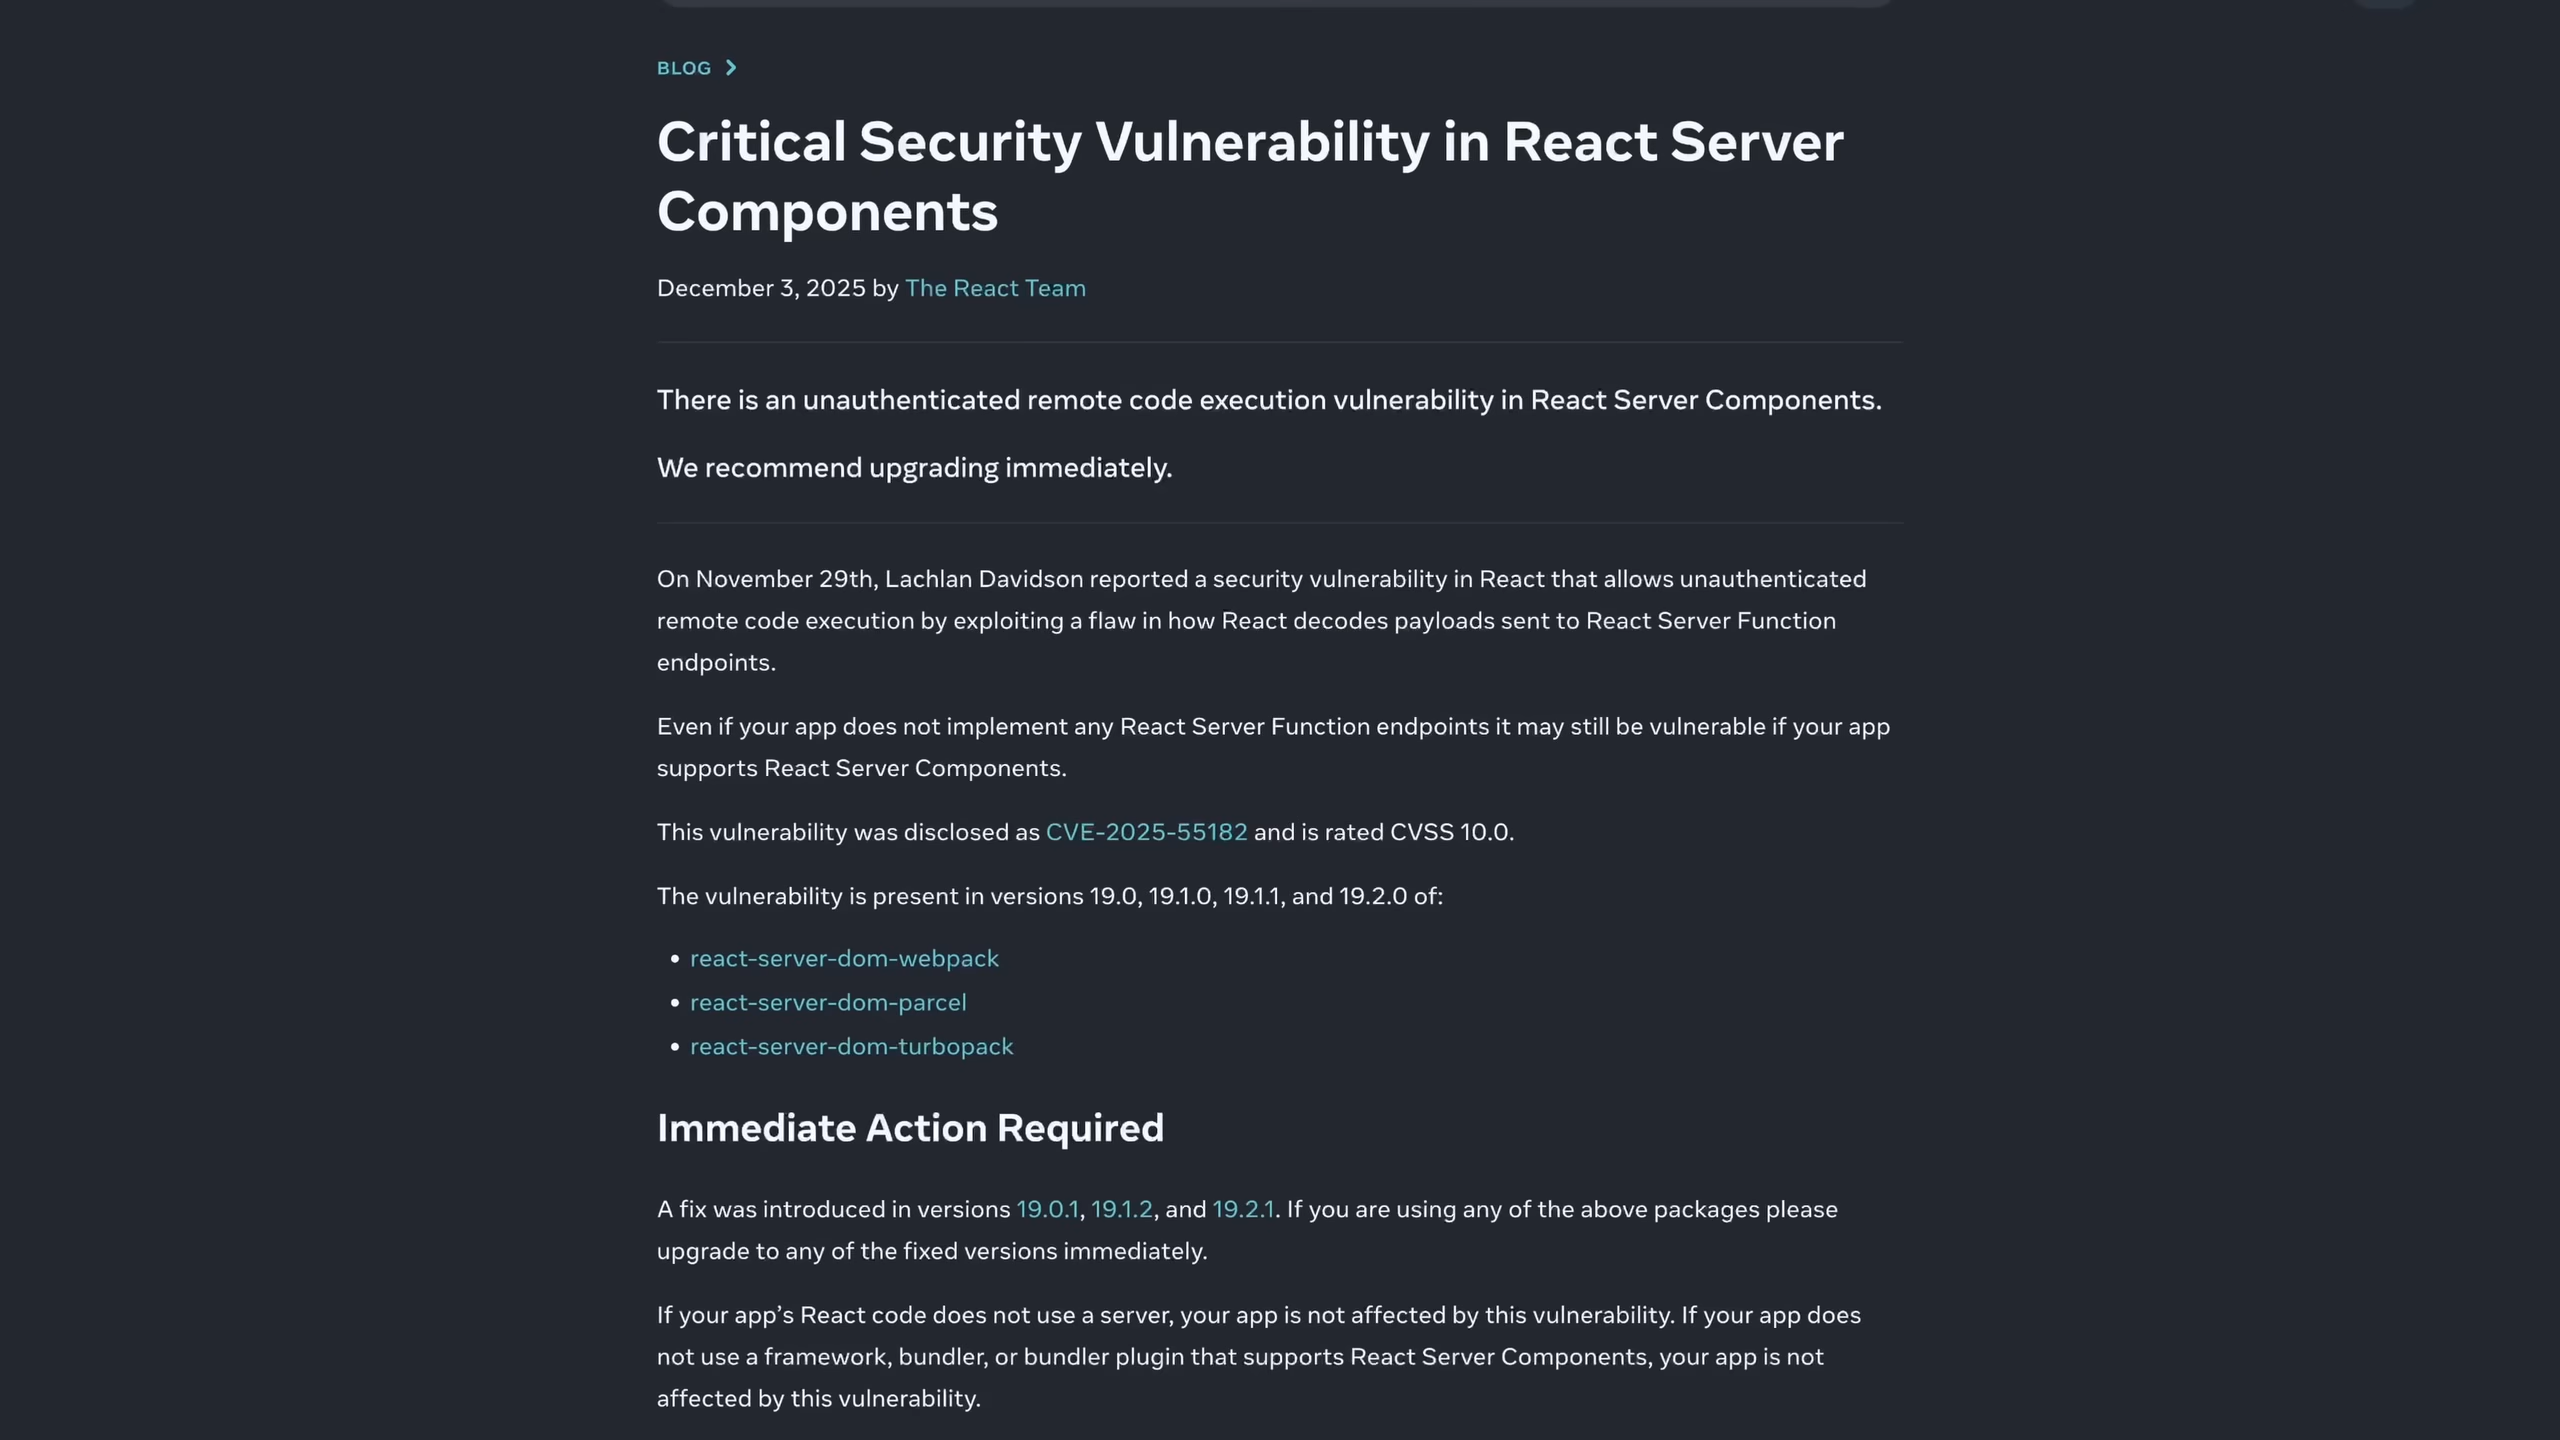 BLOG
Critical Security Vulnerability in React Server
Components
December 3, 2025 by The React Team
There is an unauthenticated remote code execution vulnerability in React Server Components.
We recommend upgrading immediately.
On November 29th, Lachlan Davidson reported a security vulnerability in React that allows unauthenticated
remote code execution by exploiting a flaw in how React decodes payloads sent to React Server Function
endpoints.
Even if your app does not implement any React Server Function endpoints it may still be vulnerable if your app
supports React Server Components.
This vulnerability was disclosed as CVE-2025-55182 and is rated CVSS 10.0.
The vulnerability is present in versions 19.0, 19.1.0, 19.1.1, and 19.2.0 of:
• react-server-dom-webpack
• react-server-dom-parcel
• react-server-dom-turbopack
Immediate Action Required
A fix was introduced in versions 19.0.1, 19.1.2, and 19.2.1. If you are using any of the above packages please
upgrade to any of the fixed versions immediately.
If your app’s React code does not use a server, your app is not affected by this vulnerability. If your app does
not use a framework, bundler, or bundler plugin that supports React Server Components, your app is not
affected by this vulnerability.